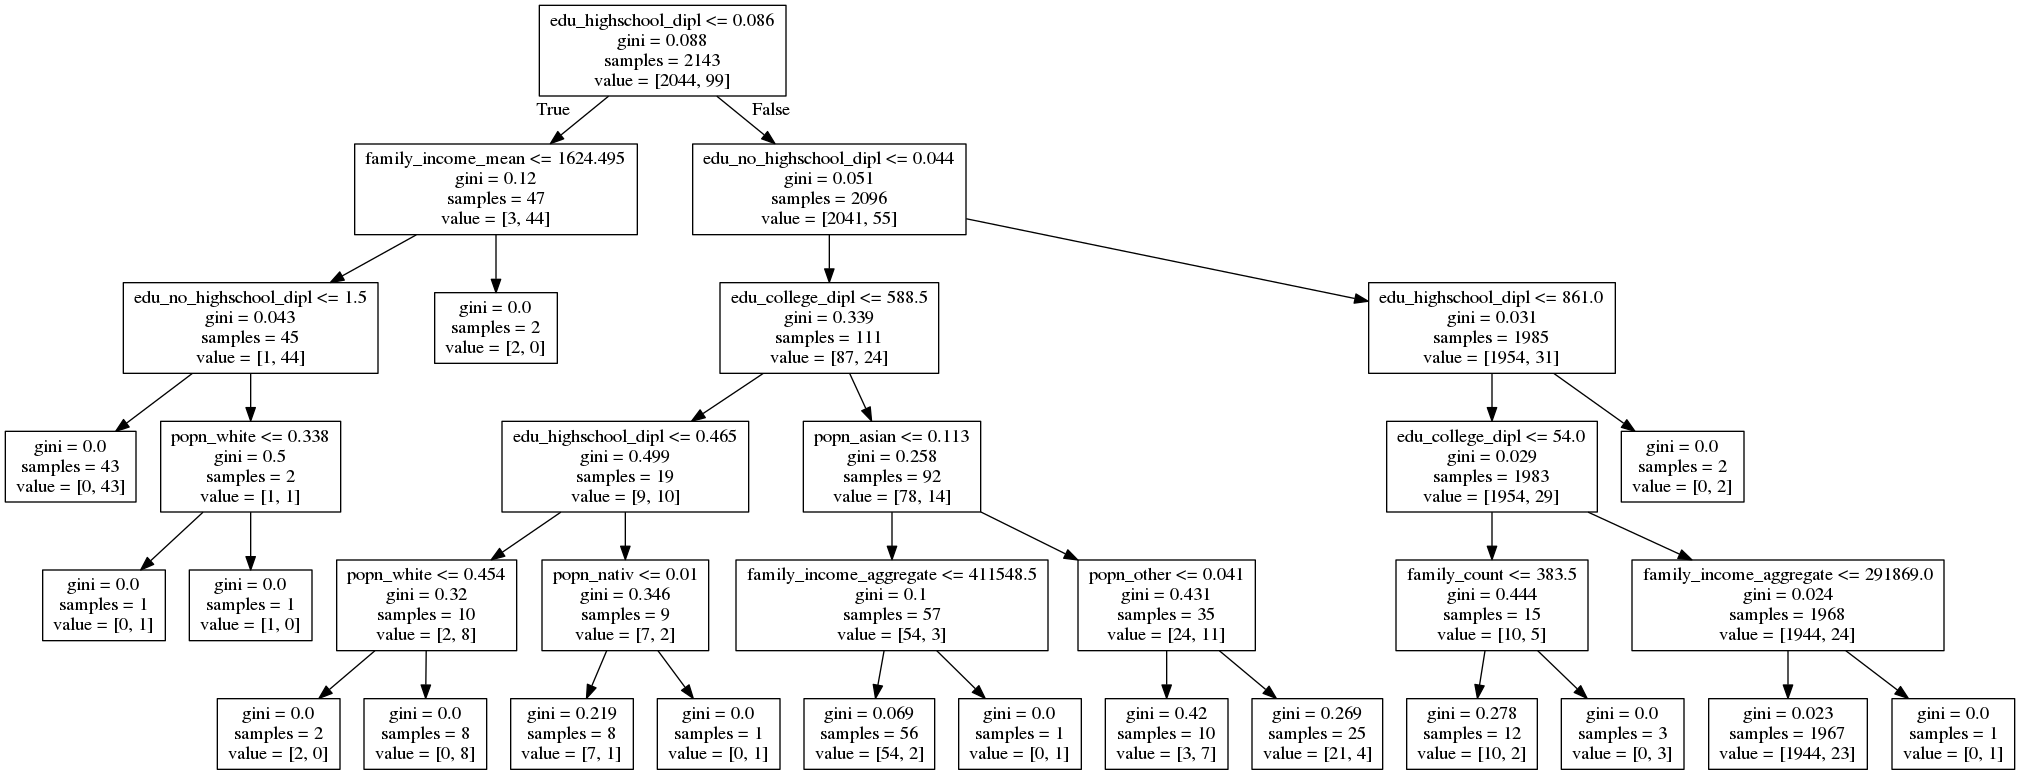 edu_highschool_dipl <= 0.086
gini = 0.088
samples = 2143
value = [2044, 99]
True
False
family_income_mean <= 1624.495
gini = 0.12
samples = 47
value = [3, 44]
edu_no_highschool_dipl <= 0.044
gini = 0.051
samples = 2096
value = [2041, 55]
edu_no_highschool_dipl <= 1.5
gini = 0.043
samples = 45
value = [1, 44]
gini = 0.0
samples = 2
value = [2, 0]
edu_college_dipl <= 588.5
gini = 0.339
samples = 111
value = [87, 24]
edu_highschool_dipl <= 861.0
gini = 0.031
samples = 1985
value = [1954, 31]
gini = 0.0
samples = 43
value = [0, 43]
popn_white <= 0.338
gini = 0.5
samples = 2
value = [1, 1]
edu_highschool_dipl <= 0.465
gini = 0.499
samples = 19
value = [9, 10]
popn_asian <= 0.113
gini = 0.258
samples = 92
value = [78, 14]
edu_college_dipl <= 54.0
gini = 0.029
samples = 1983
value = [1954, 29]
gini = 0.0
samples = 2
value = [0, 2]
gini = 0.0
samples = 1
value = [0, 1]
gini = 0.0
samples = 1
value = [1, 0]
popn_white <= 0.454
gini = 0.32
samples = 10
value = [2, 8]
popn_nativ <= 0.01
gini = 0.346
samples = 9
value = [7, 2]
family_income_aggregate <= 411548.5
gini = 0.1
samples = 57
value = [54, 3]
popn_other <= 0.041
gini = 0.431
samples = 35
value = [24, 11]
family_count <= 383.5
gini = 0.444
samples = 15
value = [10, 5]
family_income_aggregate <= 291869.0
gini = 0.024
samples = 1968
value = [1944, 24]
gini = 0.0
samples = 2
value = [2, 0]
gini = 0.0
samples = 8
value = [0, 8]
gini = 0.219
samples = 8
value = [7, 1]
gini = 0.0
samples = 1
value = [0, 1]
gini = 0.069
samples = 56
value = [54, 2]
gini = 0.0
samples = 1
value = [0, 1]
gini = 0.42
samples = 10
value = [3, 7]
gini = 0.269
samples = 25
value = [21, 4]
gini = 0.278
samples = 12
value = [10, 2]
gini = 0.0
samples = 3
value = [0, 3]
gini = 0.023
samples = 1967
value = [1944, 23]
gini = 0.0
samples = 1
value = [0, 1]